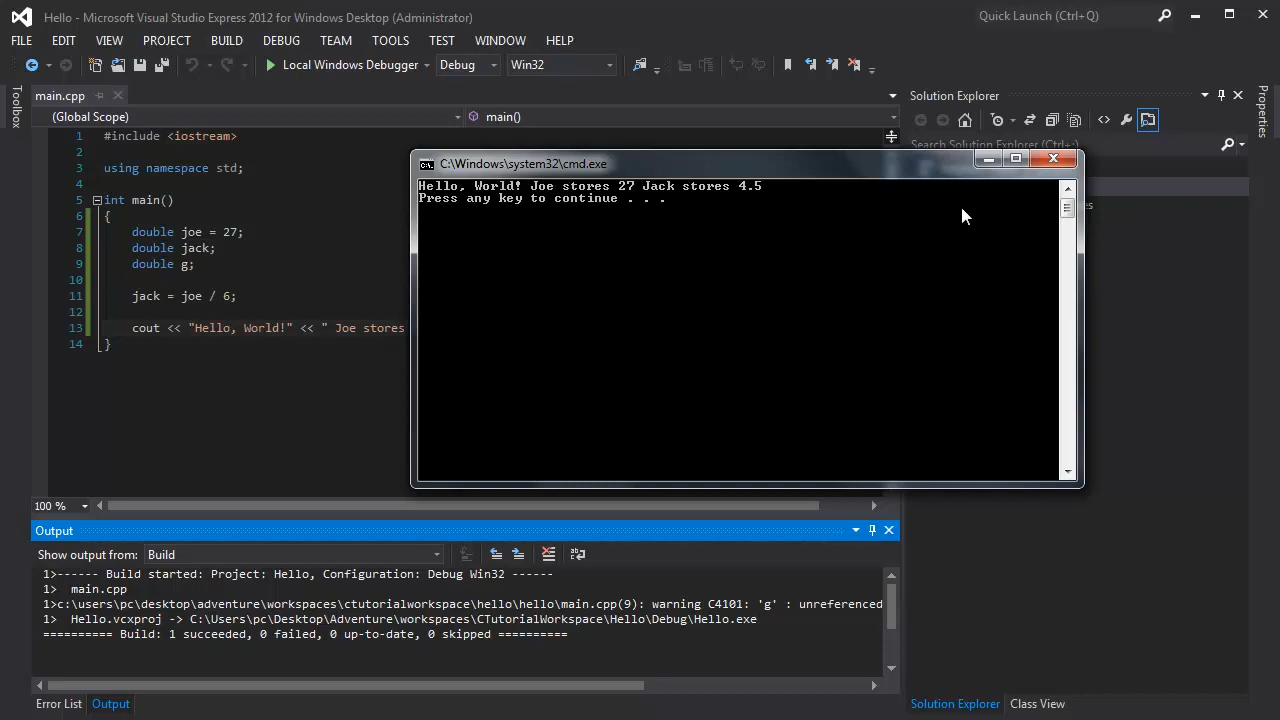 Hello - Microsoft Visual Studio Express 2012 for Windows Desktop (Administrator)
Quick Launch (Ctrl+Q)
FILE EDIT VIEW PROJECT BUILD DEBUG TEAM TOOLS TEST WINDOW HELP
Local Windows Debugger Debug Win32
Toolbox
main.cpp
(Global Scope) main()
1 #include <iostream>
2
3 using namespace std;
4
5 int main()
6 {
7 double joe = 27;
8 double jack;
9 double g;
10
11 jack = joe / 6;
12
13 cout << "Hello, World!" << " Joe stores
14 }
100 %
C:\Windows\system32\cmd.exe
Hello, World! Joe stores 27 Jack stores 4.5
Press any key to continue . . .
Solution Explorer
Search Solution Explorer (Ctrl+;)
Properties
Output
Show output from: Build
1>------ Build started: Project: Hello, Configuration: Debug Win32 ------
1> main.cpp
1>c:\users\pc\desktop\adventure\workspaces\ctutorialworkspace\hello\hello\main.cpp(9): warning C4101: 'g' : unreferenced
1> Hello.vcxproj -> C:\Users\pc\Desktop\Adventure\workspaces\CTutorialWorkspace\Hello\Debug\Hello.exe
========== Build: 1 succeeded, 0 failed, 0 up-to-date, 0 skipped ==========
Error List Output
Solution Explorer Class View